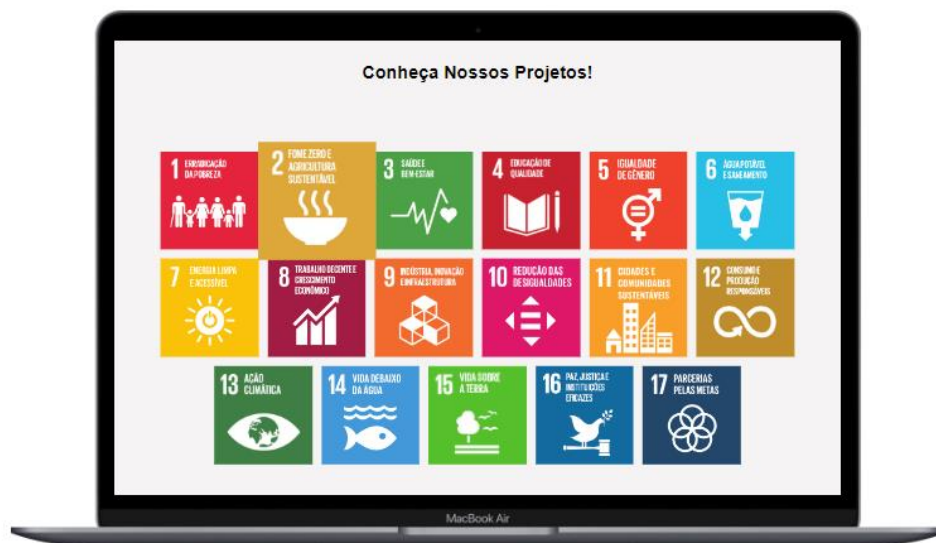 Conheça Nossos Projetos!
1 ERRADICAÇÃO
DA POBREZA
2 FOME ZERO E
AGRICULTURA
SUSTENTÁVEL
3 SAÚDE E
BEM-ESTAR
4 EDUCAÇÃO DE
QUALIDADE
5 IGUALDADE
DE GÊNERO
6 ÁGUA POTÁVEL
E SANEAMENTO
7 ENERGIA LIMPA
E ACESSÍVEL
8 TRABALHO DECENTE E
CRESCIMENTO
ECONÔMICO
9 INDÚSTRIA, INOVAÇÃO
E INFRAESTRUTURA
10 REDUÇÃO DAS
DESIGUALDADES
11 CIDADES E
COMUNIDADES
SUSTENTÁVEIS
12 CONSUMO E
PRODUÇÃO
RESPONSÁVEIS
13 AÇÃO
CLIMÁTICA
14 VIDA DEBAIXO
DA ÁGUA
15 VIDA SOBRE
A TERRA
16 PAZ, JUSTIÇA E
INSTITUIÇÕES
EFICAZES
17 PARCERIAS
PELAS METAS
MacBook Air